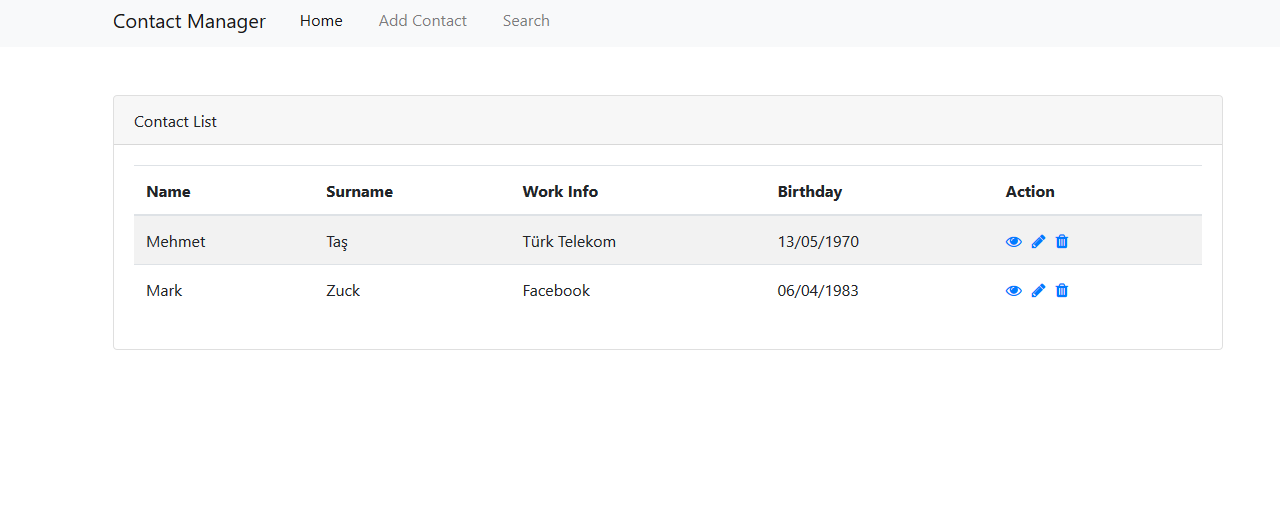 Contact Manager Home Add Contact Search
Contact List
Name Surname Work Info Birthday Action
Mehmet Taş Türk Telekom 13/05/1970
Mark Zuck Facebook 06/04/1983